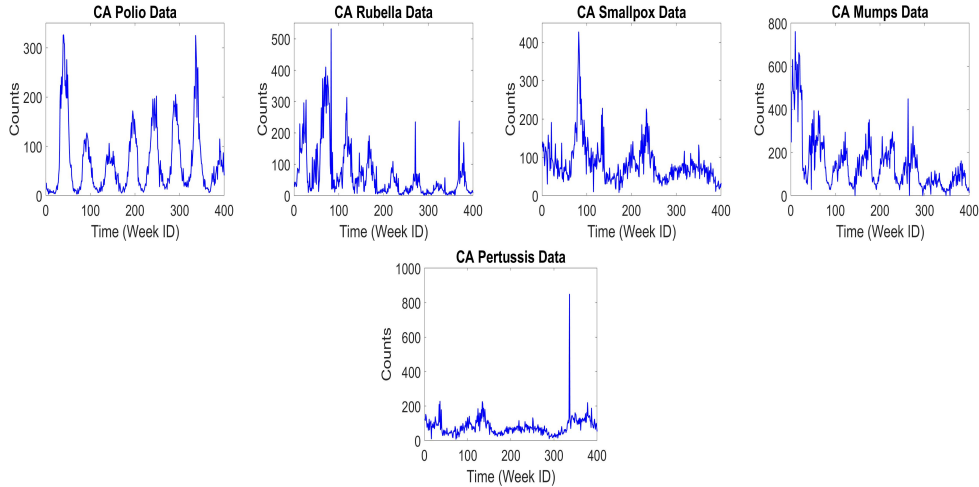 CA Polio Data
300
200
100
0
Counts
0 100 200 300 400
Time (Week ID)
CA Rubella Data
500
400
300
200
100
0
Counts
0 100 200 300 400
Time (Week ID)
CA Smallpox Data
400
300
200
100
0
Counts
0 100 200 300 400
Time (Week ID)
CA Mumps Data
800
600
400
200
0
Counts
0 100 200 300 400
Time (Week ID)
CA Pertussis Data
1000
800
600
400
200
0
Counts
0 100 200 300 400
Time (Week ID)